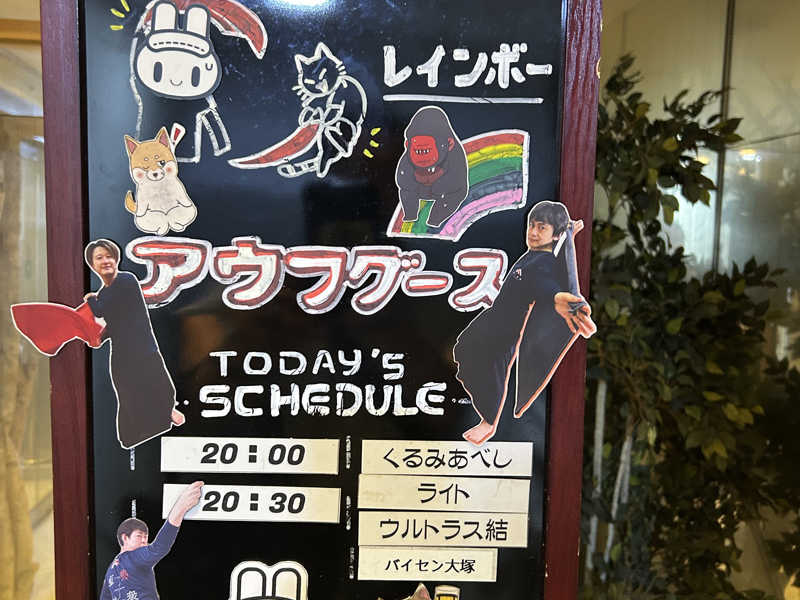 レインボー
アウフグース
TODAY'S
SCHEDULE
20:00
くるみあべし
20:30
ライト
ウルトラス結
バイセン大塚